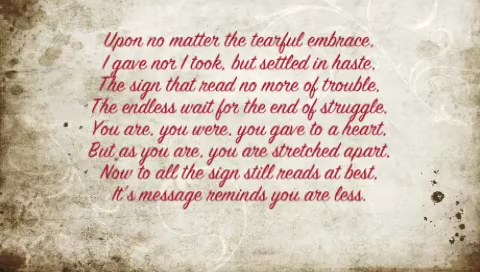 Upon no matter the tearful embrace,
I gave nor I took, but settled in haste,
The sign that read no more of trouble,
The endless wait for the end of struggle,
You are, you were, you gave to a heart,
But as you are, you are stretched apart,
Now to all the sign still reads at best,
It's message reminds you are less.